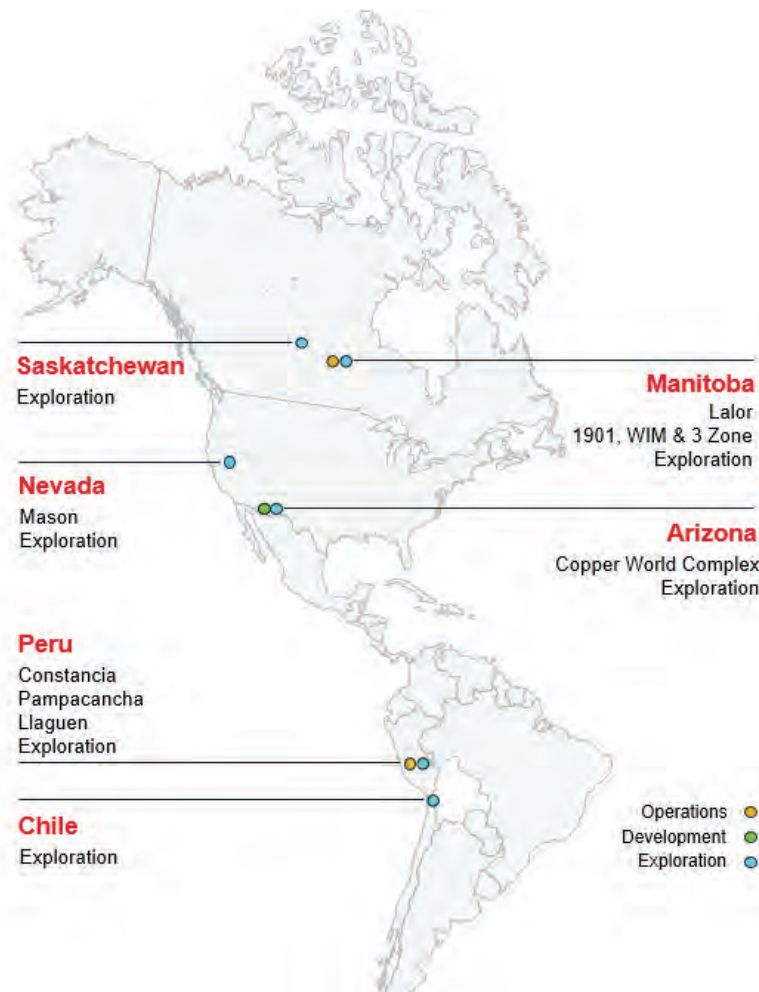 Saskatchewan
Exploration
Manitoba
Lalor
1901, WIM & 3 Zone
Exploration
Nevada
Mason
Exploration
Arizona
Copper World Complex
Exploration
Peru
Constancia
Pampacancha
Llaguen
Exploration
Chile
Exploration
Operations
Development
Exploration